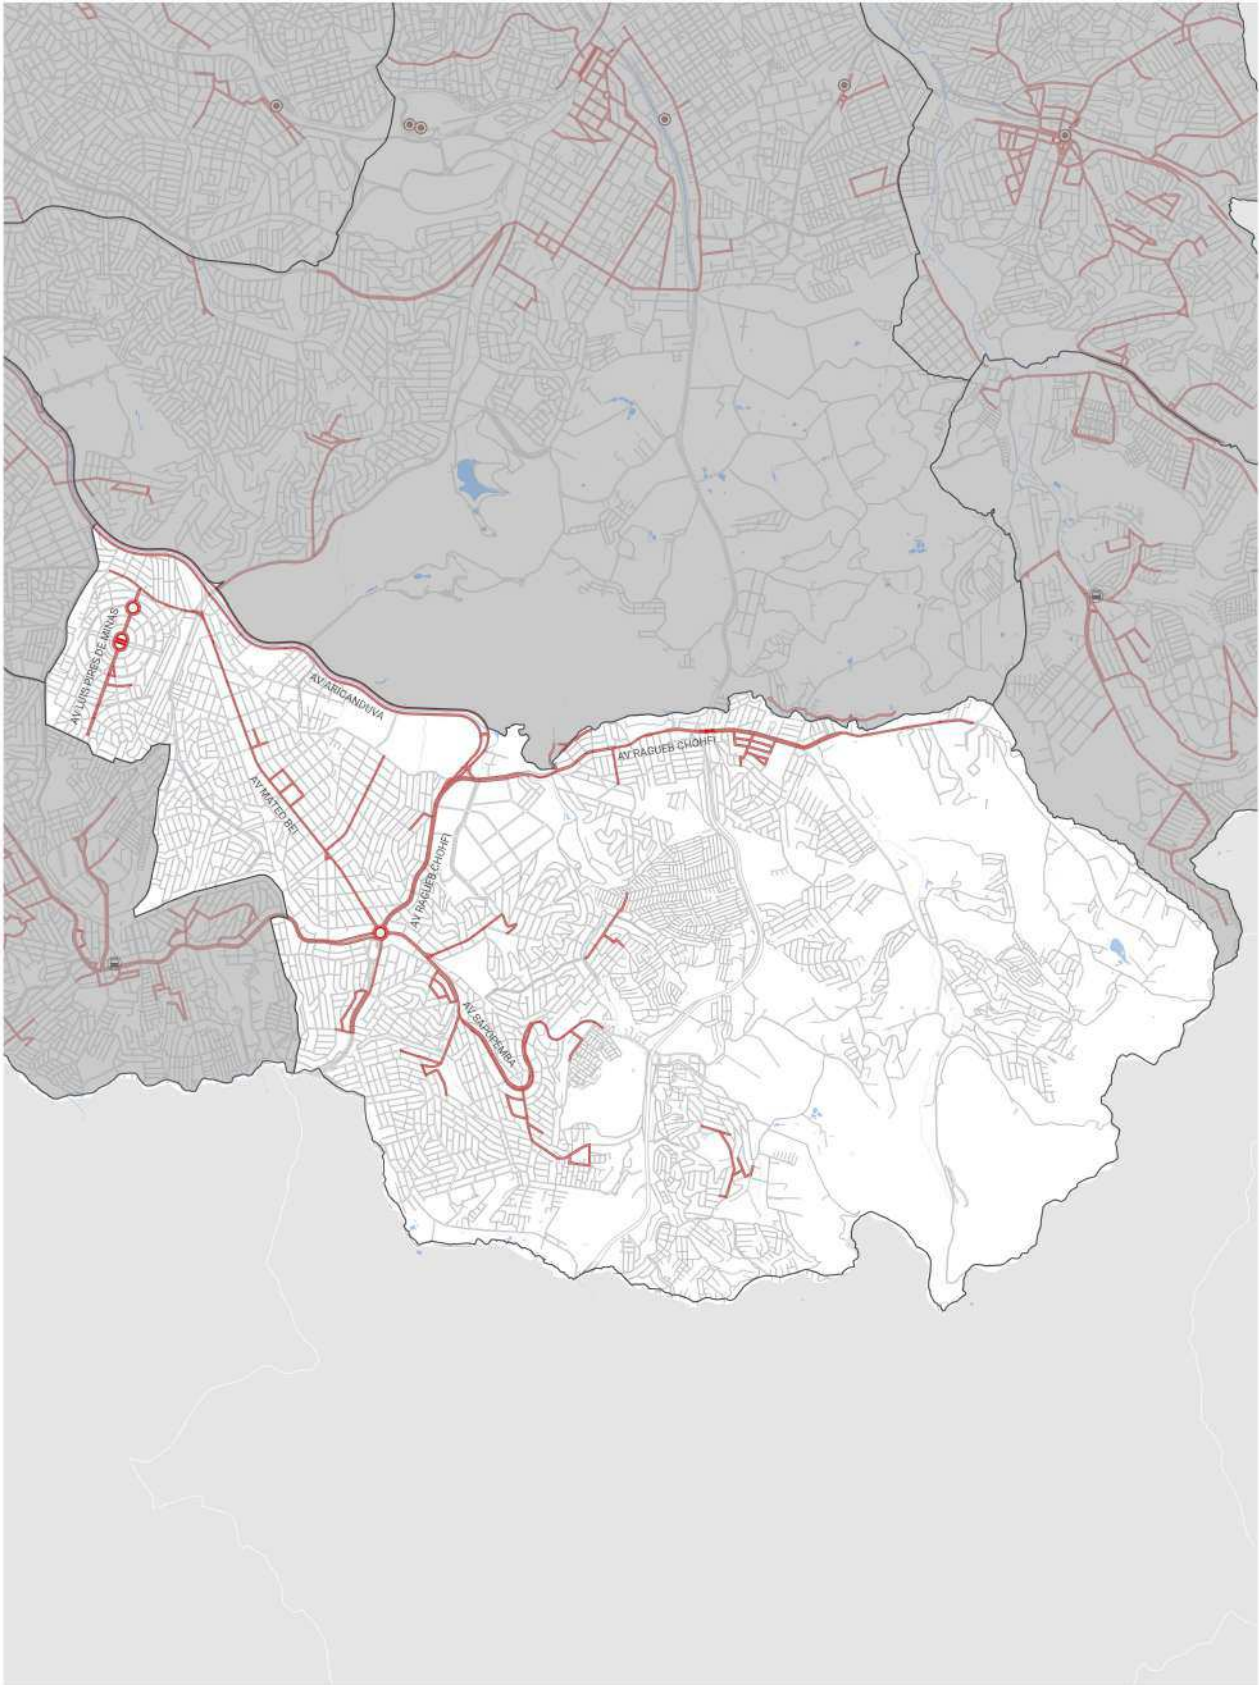 AV LUIS PIRES DE MINAS
AV ARICANDUVA
AV RAGUEB CHOHFI
AV MATEO BEI
AV RAGUEB CHOHFI
AV SAPOPEMBA